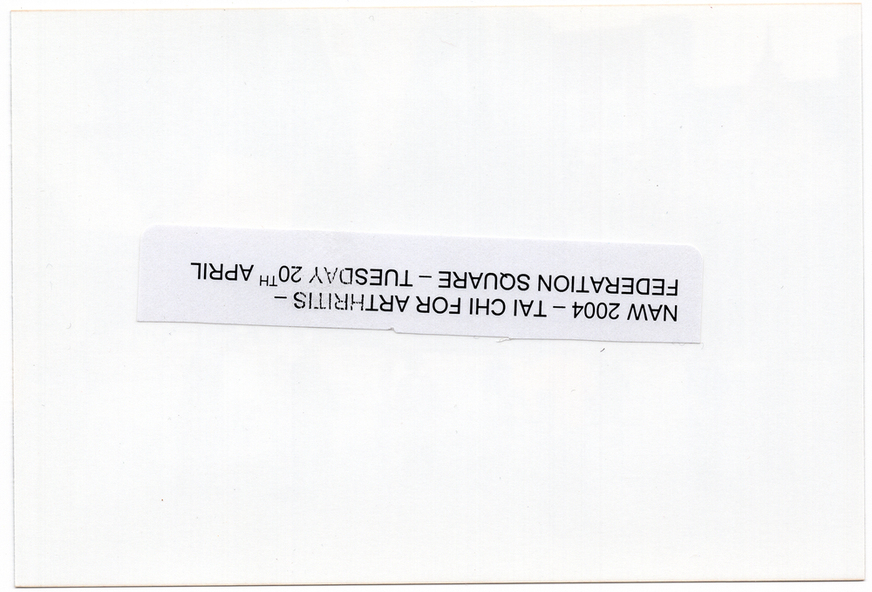 NAW 2004 – TAI CHI FOR ARTHRITIS –
FEDERATION SQUARE – TUESDAY 20TH APRIL